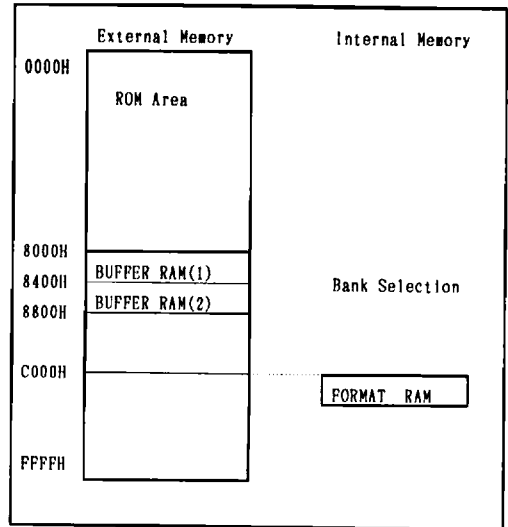 External Memory Internal Memory
0000H
ROM Area
8000H
BUFFER RAM(1)
8400H
Bank Selection
BUFFER RAM(2)
8800H
C000H
FORMAT RAM
FFFFH